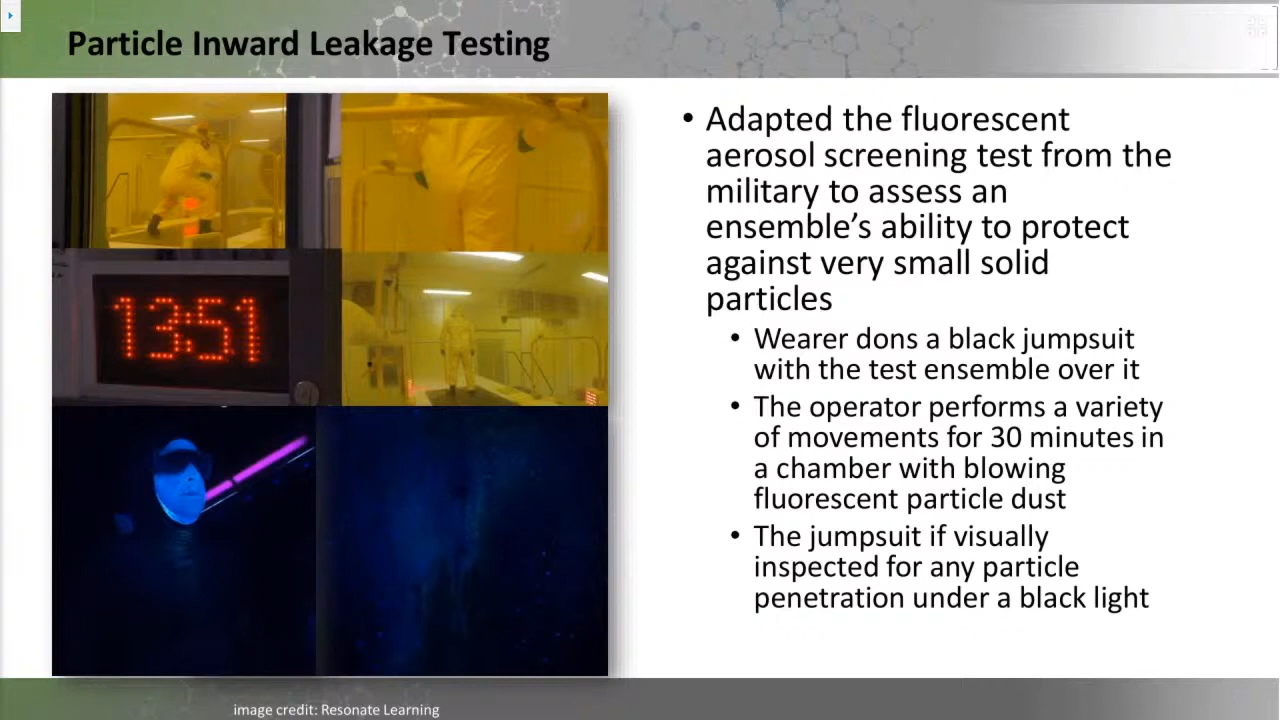 Particle Inward Leakage Testing
13:51
• Adapted the fluorescent
aerosol screening test from the
military to assess an
ensemble’s ability to protect
against very small solid
particles
• Wearer dons a black jumpsuit
with the test ensemble over it
• The operator performs a variety
of movements for 30 minutes in
a chamber with blowing
fluorescent particle dust
• The jumpsuit if visually
inspected for any particle
penetration under a black light
image credit: Resonate Learning